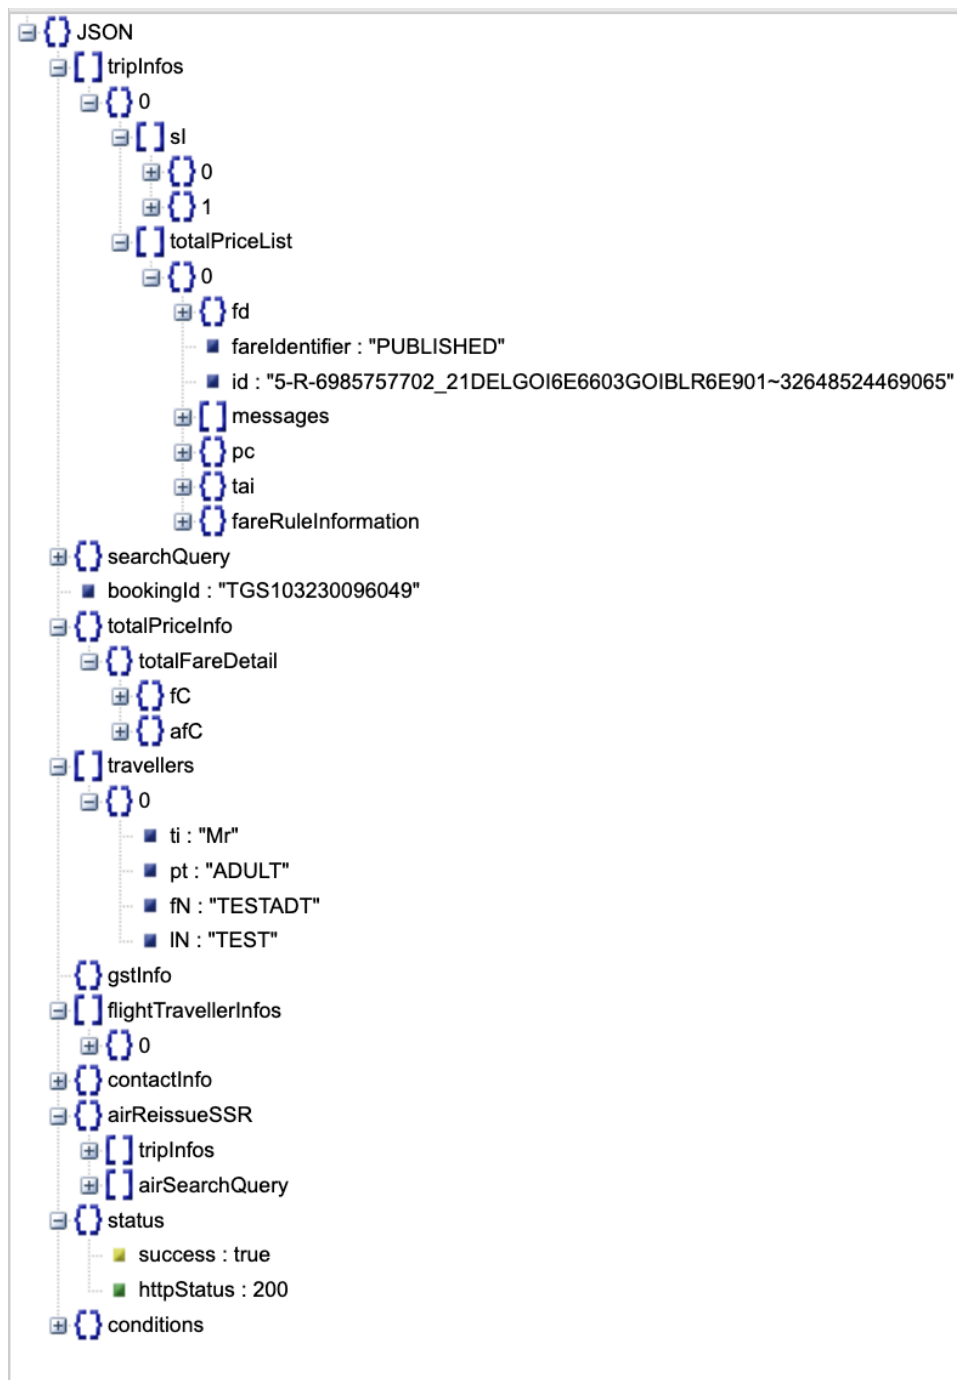 JSON
tripInfos
0
sI
0
1
totalPriceList
0
fd
fareIdentifier : "PUBLISHED"
id : "5-R-6985757702_21DELGOI6E6603GOIBLR6E901~32648524469065"
messages
pc
tai
fareRuleInformation
searchQuery
bookingId : "TGS103230096049"
totalPriceInfo
totalFareDetail
fC
afC
travellers
0
ti : "Mr"
pt : "ADULT"
fN : "TESTADT"
lN : "TEST"
gstInfo
flightTravellerInfos
0
contactInfo
airReissueSSR
tripInfos
airSearchQuery
status
success : true
httpStatus : 200
conditions